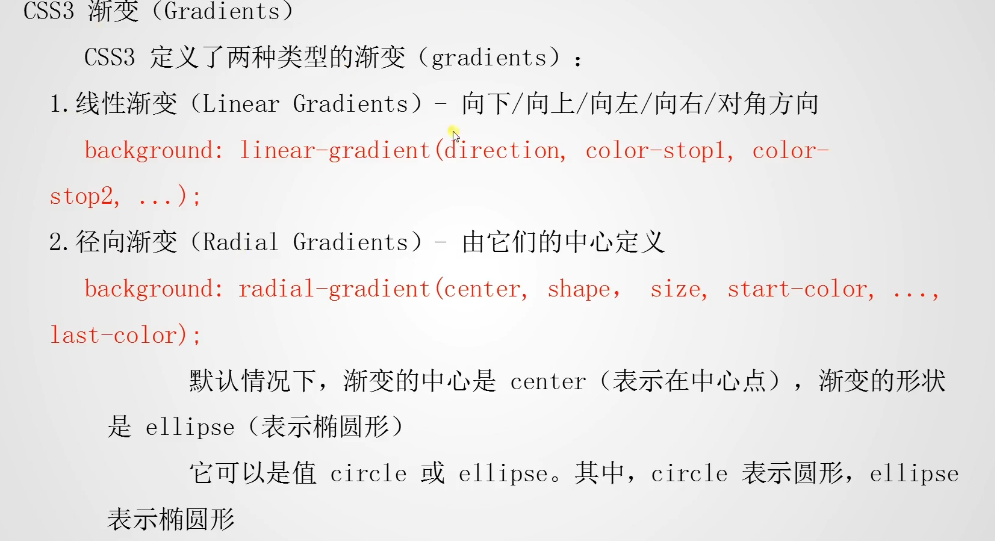 CSS3 渐变（Gradients）
CSS3 定义了两种类型的渐变（gradients）：
1.线性渐变（Linear Gradients）- 向下/向上/向左/向右/对角方向
background: linear-gradient(direction, color-stop1, color-
stop2, ...);
2.径向渐变（Radial Gradients）- 由它们的中心定义
background: radial-gradient(center, shape， size, start-color, ...,
last-color);
默认情况下，渐变的中心是 center（表示在中心点），渐变的形状
是 ellipse（表示椭圆形）
它可以是值 circle 或 ellipse。其中，circle 表示圆形，ellipse
表示椭圆形